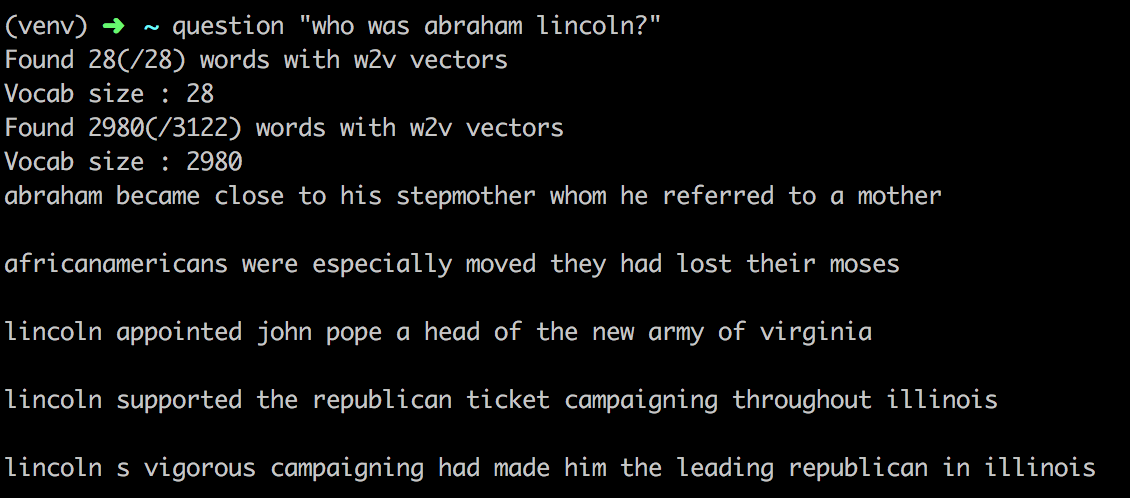 (venv) ➜ ~ question "who was abraham lincoln?"
Found 28(/28) words with w2v vectors
Vocab size : 28
Found 2980(/3122) words with w2v vectors
Vocab size : 2980
abraham became close to his stepmother whom he referred to a mother
africanamericans were especially moved they had lost their moses
lincoln appointed john pope a head of the new army of virginia
lincoln supported the republican ticket campaigning throughout illinois
lincoln s vigorous campaigning had made him the leading republican in illinois